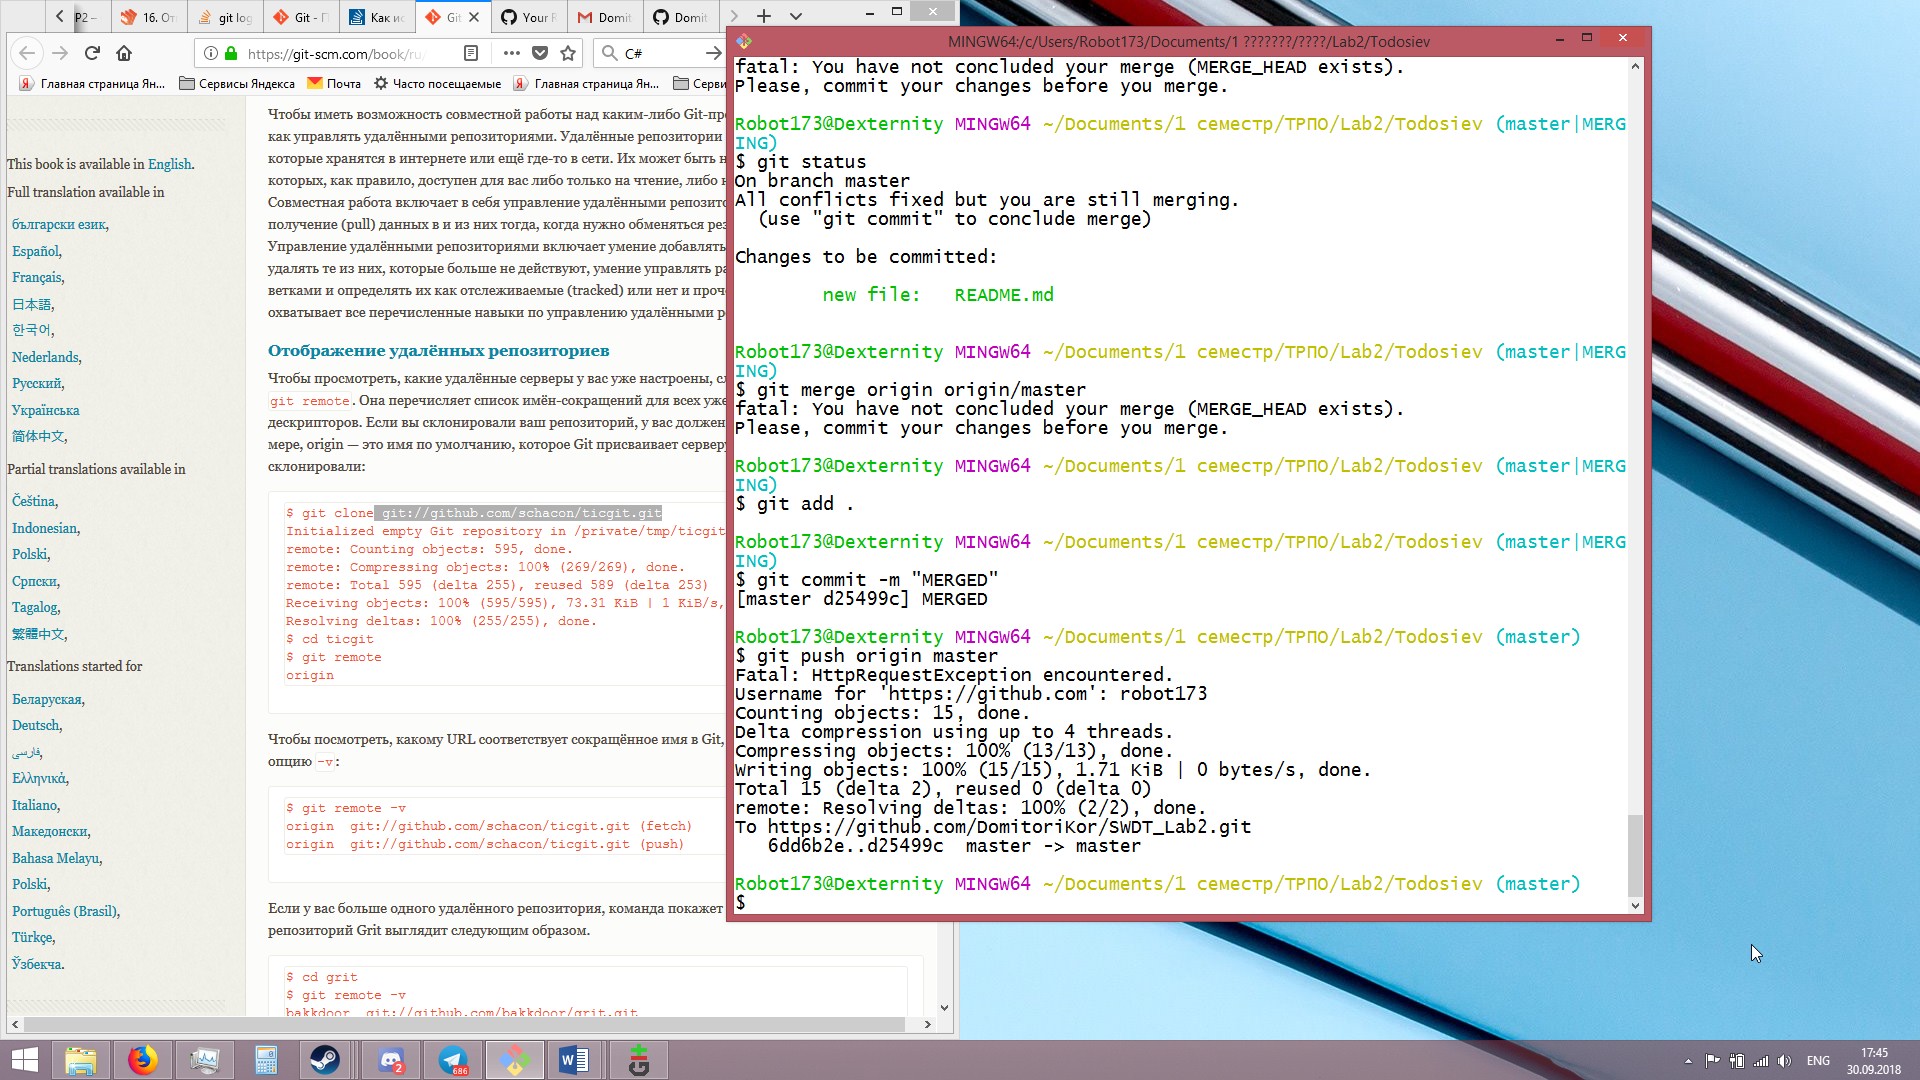 P2 –
16. От
git log
Git - П
Как ис
Git
Your R
Domit
Domit
https://git-scm.com/book/ru/
C#
Главная страница Ян...
Сервисы Яндекса
Почта
Часто посещаемые
Главная страница Ян...
Серви
This book is available in English.
Full translation available in
български език,
Español,
Français,
日本語,
한국어,
Nederlands,
Русский,
Українська
简体中文,
Partial translations available in
Čeština,
Indonesian,
Polski,
Српски,
Tagalog,
繁體中文,
Translations started for
Беларуская,
Deutsch,
فارسی,
Ελληνικά,
Italiano,
Македонски,
Bahasa Melayu,
Polski,
Português (Brasil),
Türkçe,
Ўзбекча.
Чтобы иметь возможность совместной работы над каким-либо Git-пр
как управлять удалёнными репозиториями. Удалённые репозитории
которые хранятся в интернете или ещё где-то в сети. Их может быть н
которых, как правило, доступен для вас либо только на чтение, либо н
Совместная работа включает в себя управление удалёнными репозито
получение (pull) данных в и из них тогда, когда нужно обменяться рез
Управление удалёнными репозиториями включает умение добавлять
удалять те из них, которые больше не действуют, умение управлять ра
ветками и определять их как отслеживаемые (tracked) или нет и проч
охватывает все перечисленные навыки по управлению удалёнными р
Отображение удалённых репозиториев
Чтобы просмотреть, какие удалённые серверы у вас уже настроены, сл
git remote. Она перечисляет список имён-сокращений для всех уже
дескрипторов. Если вы склонировали ваш репозиторий, у вас должен
мере, origin — это имя по умолчанию, которое Git присваивает серверу
склонировали:
$ git clone git://github.com/schacon/ticgit.git
Initialized empty Git repository in /private/tmp/ticgit
remote: Counting objects: 595, done.
remote: Compressing objects: 100% (269/269), done.
remote: Total 595 (delta 255), reused 589 (delta 253)
Receiving objects: 100% (595/595), 73.31 KiB | 1 KiB/s,
Resolving deltas: 100% (255/255), done.
$ cd ticgit
$ git remote
origin
Чтобы посмотреть, какому URL соответствует сокращённое имя в Git,
опцию -v:
$ git remote -v
origin  git://github.com/schacon/ticgit.git (fetch)
origin  git://github.com/schacon/ticgit.git (push)
Если у вас больше одного удалённого репозитория, команда покажет
репозиторий Grit выглядит следующим образом.
$ cd grit
$ git remote -v
bakkdoor  git://github.com/bakkdoor/grit.git
MINGW64:/c/Users/Robot173/Documents/1 ???????/????/Lab2/Todosiev
fatal: You have not concluded your merge (MERGE_HEAD exists).
Please, commit your changes before you merge.
Robot173@Dexternity MINGW64 ~/Documents/1 семестр/ТРПО/Lab2/Todosiev (master|MERG
ING)
$ git status
On branch master
All conflicts fixed but you are still merging.
(use "git commit" to conclude merge)
Changes to be committed:
new file:   README.md
Robot173@Dexternity MINGW64 ~/Documents/1 семестр/ТРПО/Lab2/Todosiev (master|MERG
ING)
$ git merge origin origin/master
fatal: You have not concluded your merge (MERGE_HEAD exists).
Please, commit your changes before you merge.
Robot173@Dexternity MINGW64 ~/Documents/1 семестр/ТРПО/Lab2/Todosiev (master|MERG
ING)
$ git add .
Robot173@Dexternity MINGW64 ~/Documents/1 семестр/ТРПО/Lab2/Todosiev (master|MERG
ING)
$ git commit -m "MERGED"
[master d25499c] MERGED
Robot173@Dexternity MINGW64 ~/Documents/1 семестр/ТРПО/Lab2/Todosiev (master)
$ git push origin master
Fatal: HttpRequestException encountered.
Username for 'https://github.com': robot173
Counting objects: 15, done.
Delta compression using up to 4 threads.
Compressing objects: 100% (13/13), done.
Writing objects: 100% (15/15), 1.71 KiB | 0 bytes/s, done.
Total 15 (delta 2), reused 0 (delta 0)
remote: Resolving deltas: 100% (2/2), done.
To https://github.com/DomitoriKor/SWDT_Lab2.git
6dd6b2e..d25499c  master -> master
Robot173@Dexternity MINGW64 ~/Documents/1 семестр/ТРПО/Lab2/Todosiev (master)
$
2
686
ENG
17:45
30.09.2018